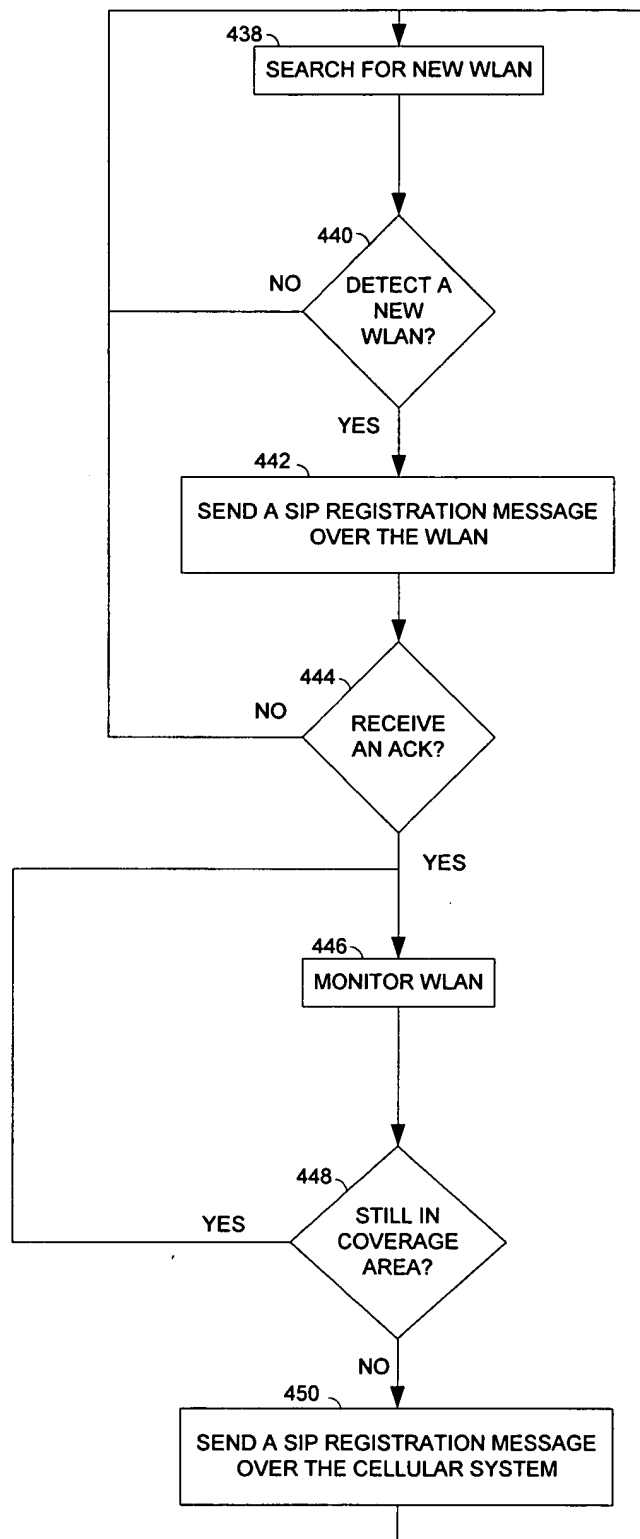 438
SEARCH FOR NEW WLAN
440
NO
DETECT A
NEW
WLAN?
YES
442
SEND A SIP REGISTRATION MESSAGE
OVER THE WLAN
444
NO
RECEIVE
AN ACK?
YES
446
MONITOR WLAN
448
YES
STILL IN
COVERAGE
AREA?
NO
450
SEND A SIP REGISTRATION MESSAGE
OVER THE CELLULAR SYSTEM